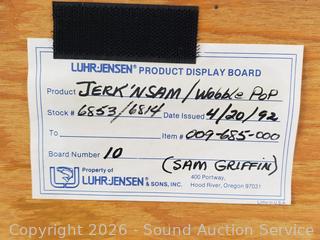 LUHR-JENSEN® PRODUCT DISPLAY BOARD
Product JERK'NSAM/Wobble Pop
Stock # 6853/6814 Date Issued 4/20/92
To Item # 009-685-000
Board Number 10 (SAM GRIFFIN)
Property of
LUHR-JENSEN & SONS, INC.
400 Portway,
Hood River, Oregon 97031
Copyright 2026 - Sound Auction Service